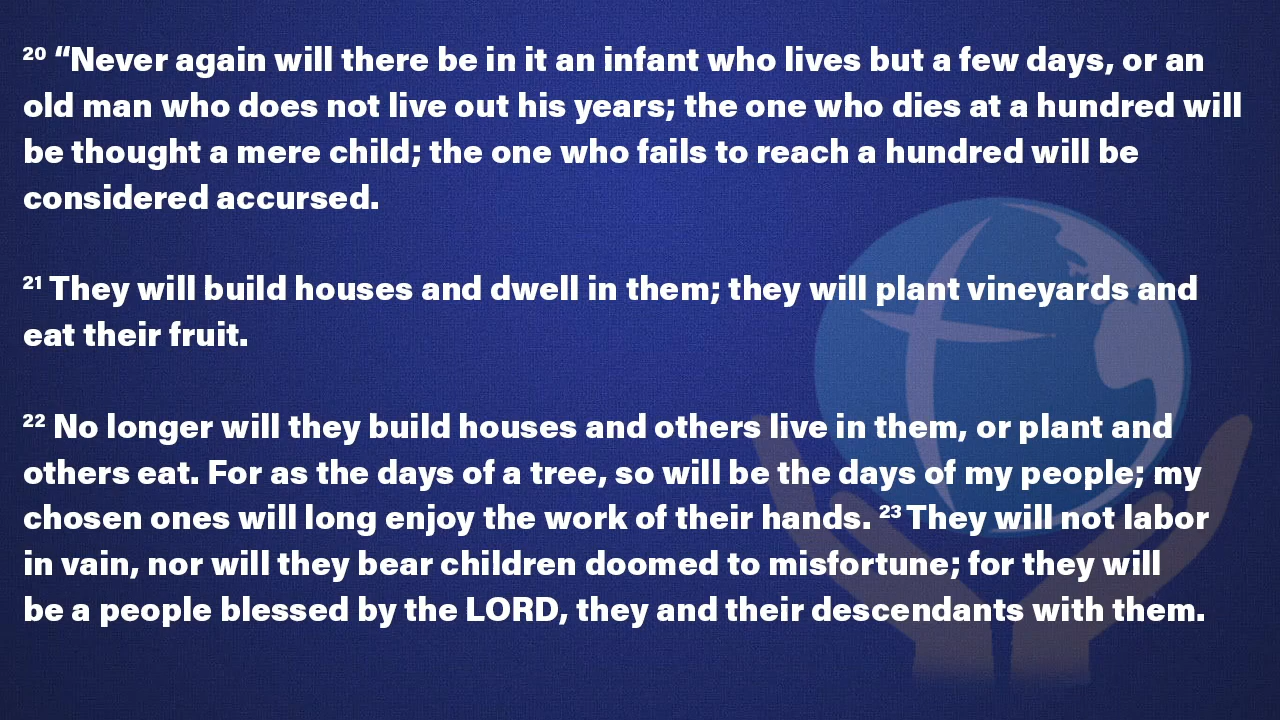 20 “Never again will there be in it an infant who lives but a few days, or an
old man who does not live out his years; the one who dies at a hundred will
be thought a mere child; the one who fails to reach a hundred will be
considered accursed.
21 They will build houses and dwell in them; they will plant vineyards and
eat their fruit.
22 No longer will they build houses and others live in them, or plant and
others eat. For as the days of a tree, so will be the days of my people; my
chosen ones will long enjoy the work of their hands. 23 They will not labor
in vain, nor will they bear children doomed to misfortune; for they will
be a people blessed by the LORD, they and their descendants with them.